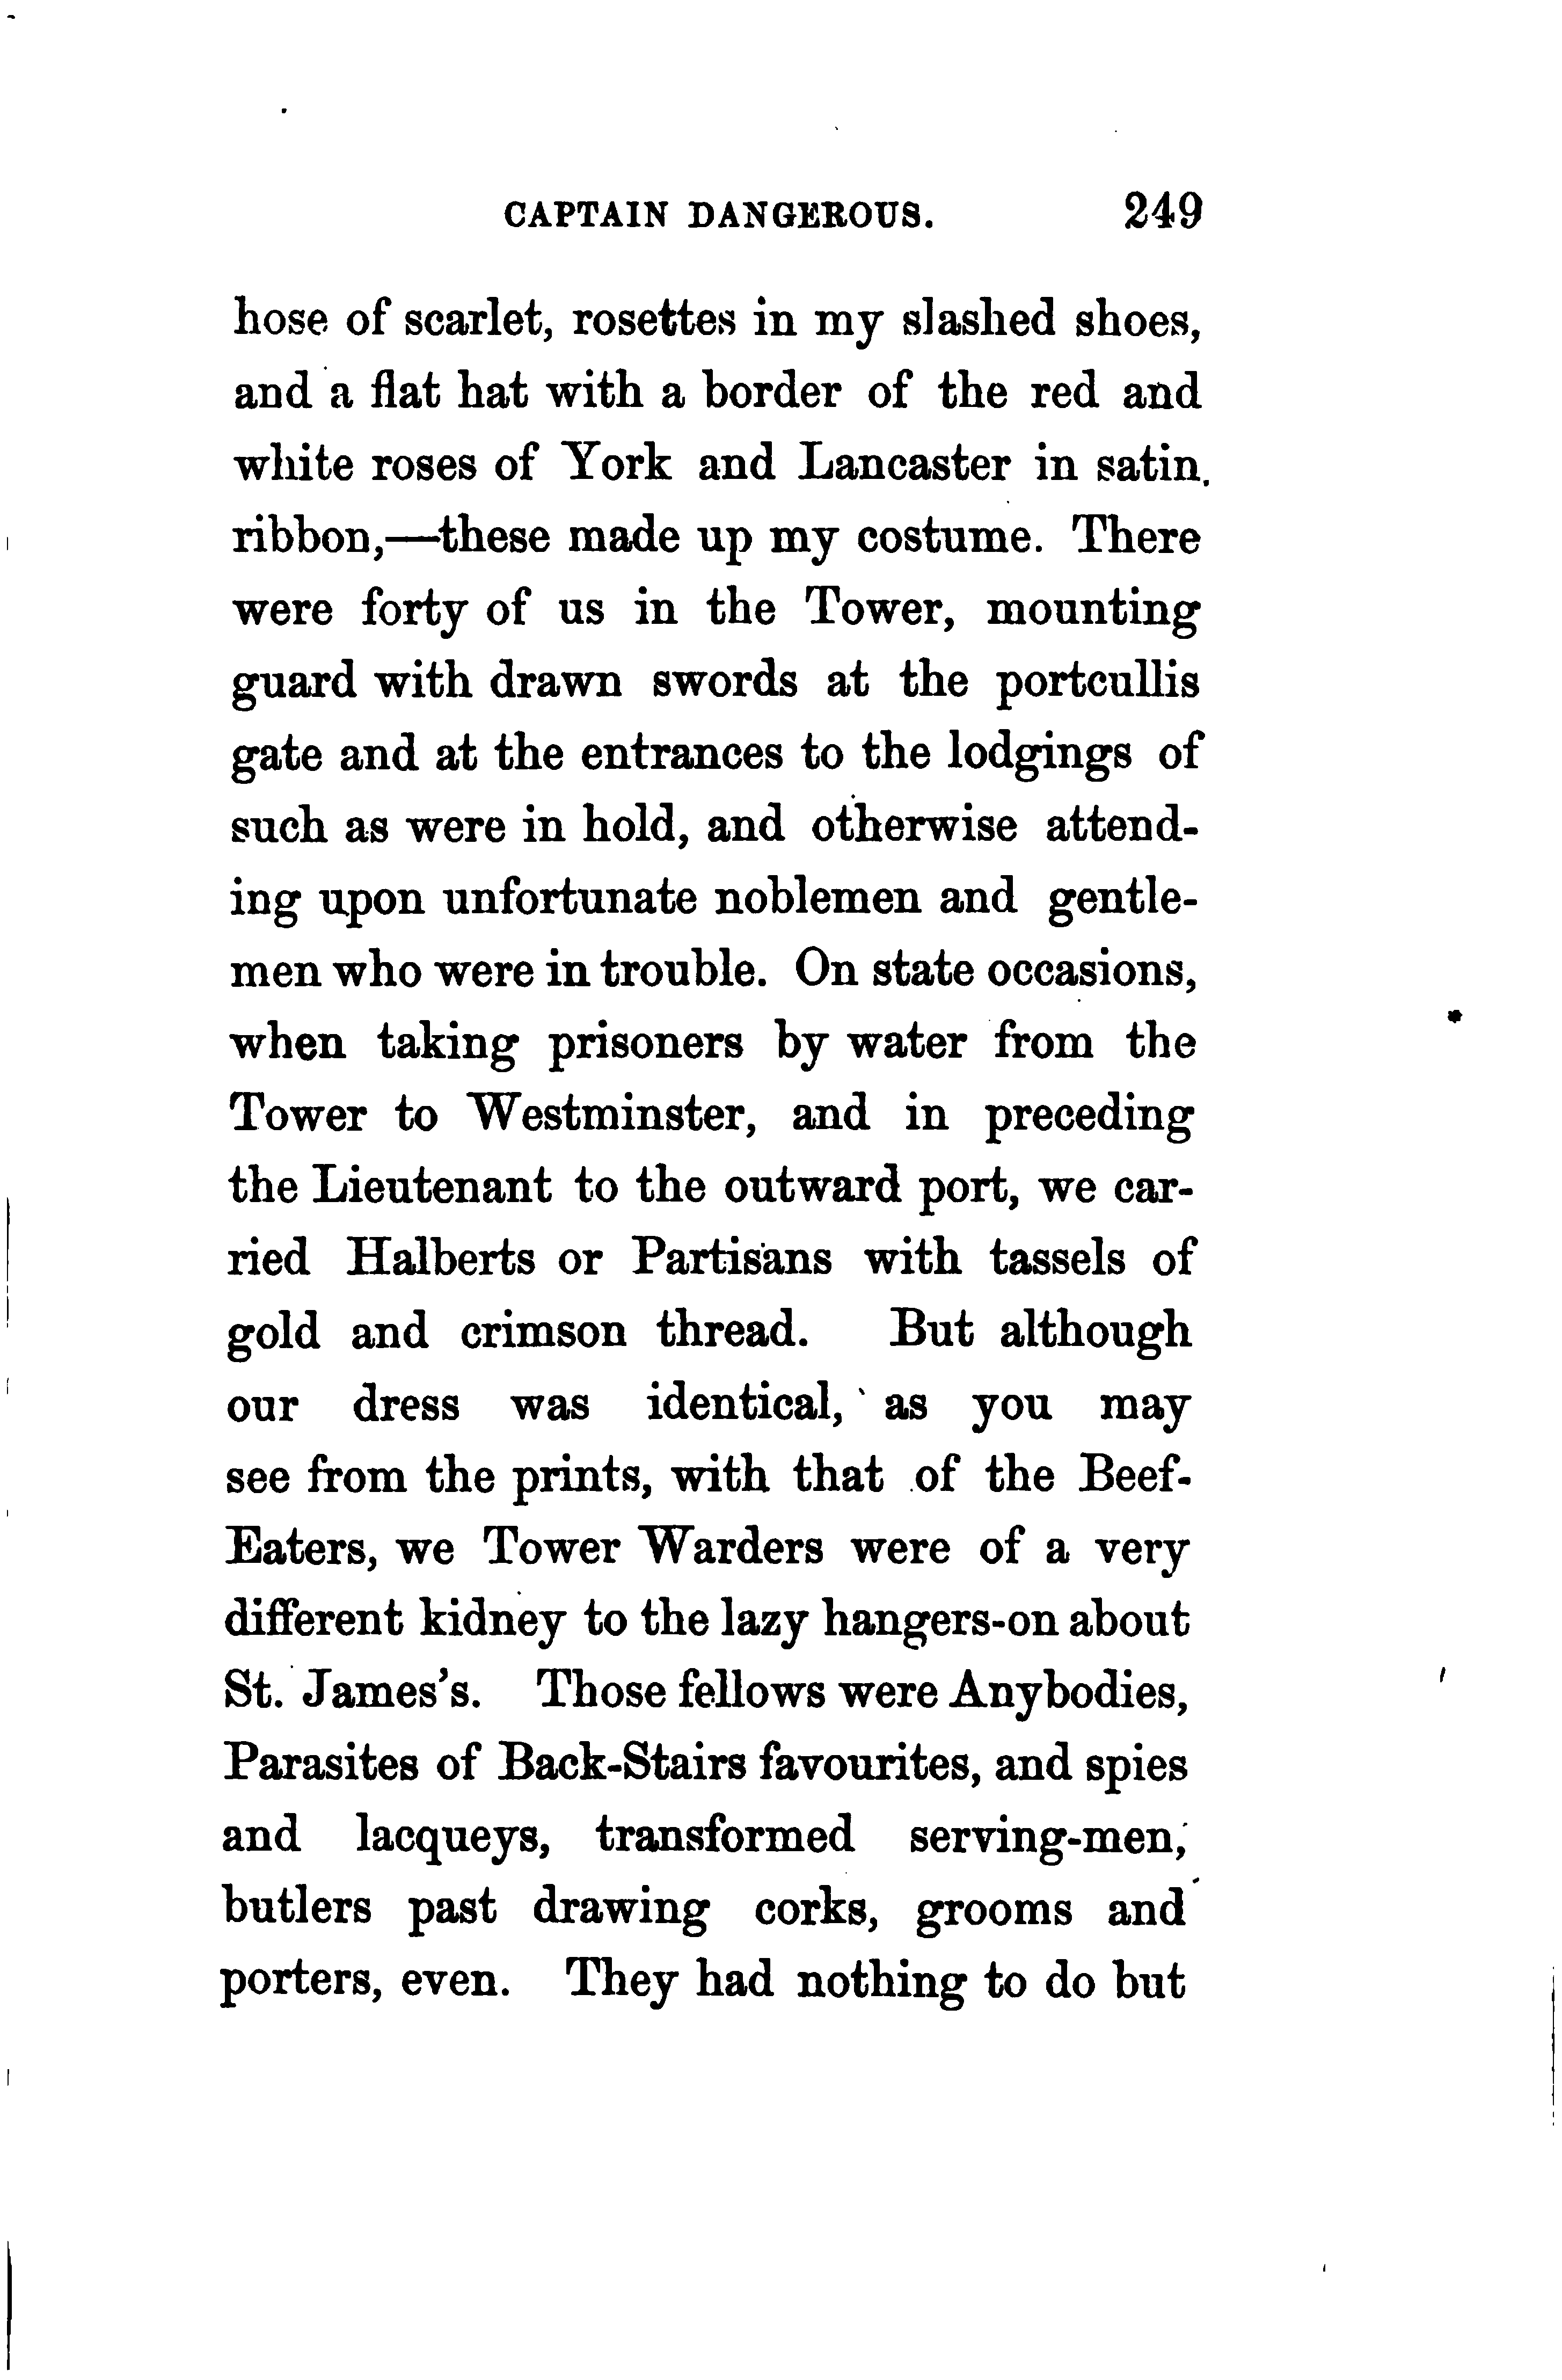 CAPTAIN DANGEROUS. 249
hose of scarlet, rosettes in my slashed shoes,
and a flat hat with a border of the red and
white roses of York and Lancaster in satin.
ribbon,—these made up my costume. There
were forty of us in the Tower, mounting
guard with drawn swords at the portcullis
gate and at the entrances to the lodgings of
such as were in hold, and otherwise attend-
ing upon unfortunate noblemen and gentle-
men who were in trouble. On state occasions,
when taking prisoners by water from the
Tower to Westminster, and in preceding
the Lieutenant to the outward port, we car-
ried Halberts or Partisans with tassels of
gold and crimson thread. But although
our dress was identical, as you may
see from the prints, with that of the Beef-
Eaters, we Tower Warders were of a very
different kidney to the lazy hangers-on about
St. James's. Those fellows were Anybodies,
Parasites of Back-Stairs favourites, and spies
and lacqueys, transformed serving-men,
butlers past drawing corks, grooms and
porters, even. They had nothing to do but